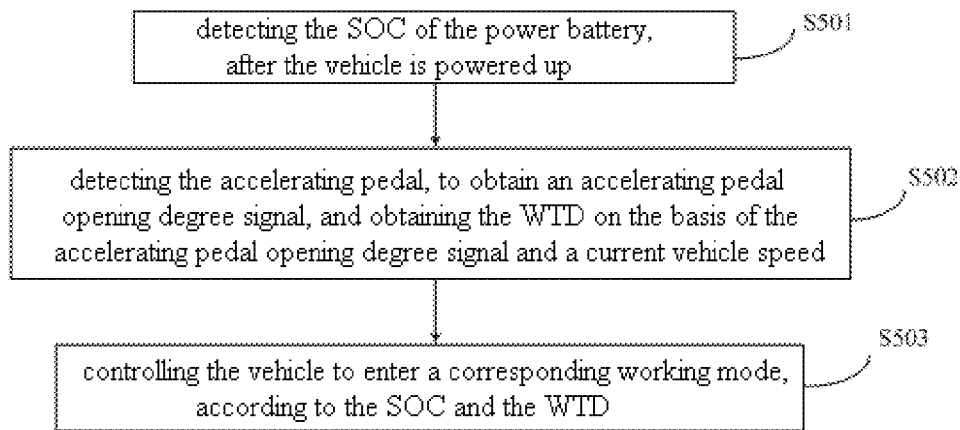 detecting the SOC of the power battery,
after the vehicle is powered up
S501
detecting the accelerating pedal, to obtain an accelerating pedal
opening degree signal, and obtaining the WTD on the basis of the
accelerating pedal opening degree signal and a current vehicle speed
S502
controlling the vehicle to enter a corresponding working mode,
according to the SOC and the WTD
S503